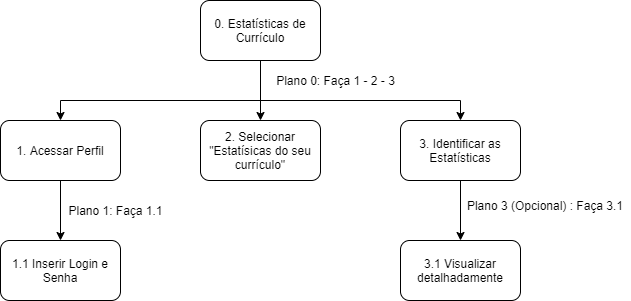 0. Estatísticas de
Currículo
Plano 0: Faça 1 - 2 - 3
1. Acessar Perfil
2. Selecionar
"Estatísicas do seu
currículo"
3. Identificar as
Estatísticas
Plano 1: Faça 1.1
Plano 3 (Opcional) : Faça 3.1
1.1 Inserir Login e
Senha
3.1 Visualizar
detalhadamente